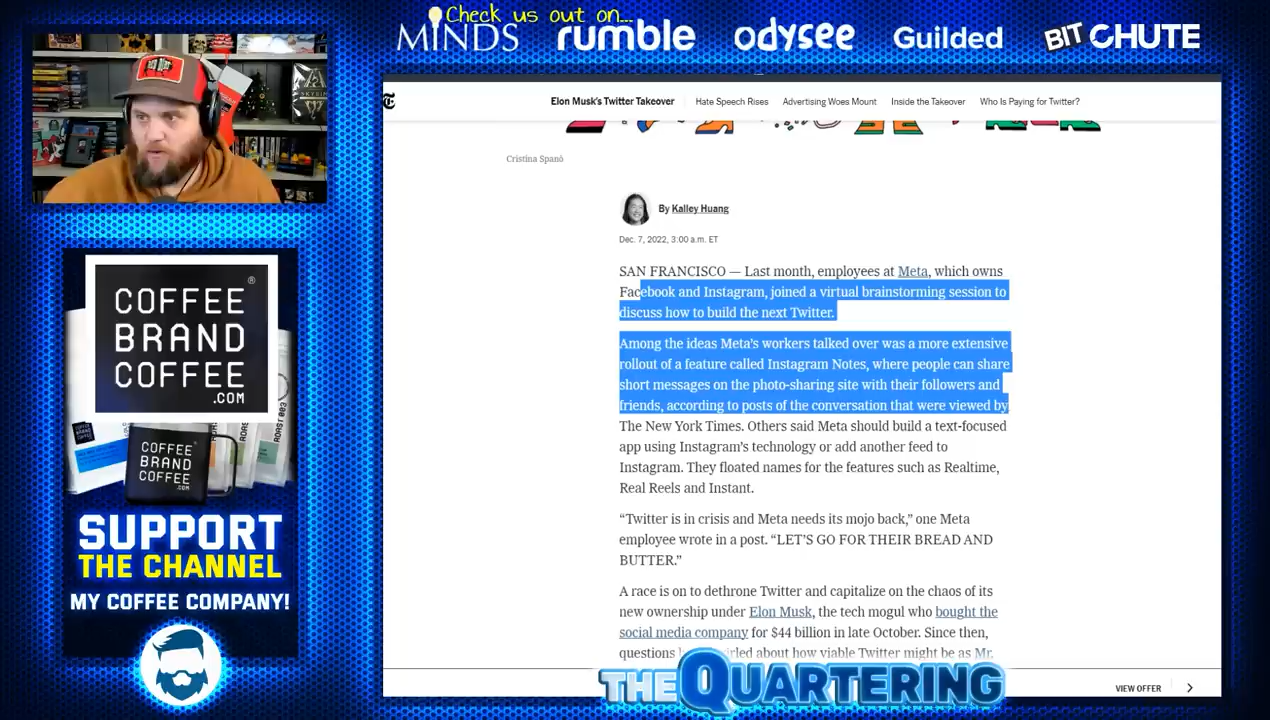 Check us out on...
MINDS rumble odysee Guilded BIT CHUTE
Elon Musk's Twitter Takeover Hate Speech Rises Advertising Woes Mount Inside the Takeover Who Is Paying for Twitter?
Cristina Spanò
By Kalley Huang
Dec. 7, 2022, 3:00 a.m. ET
SAN FRANCISCO — Last month, employees at Meta, which owns
Facebook and Instagram, joined a virtual brainstorming session to
discuss how to build the next Twitter.
Among the ideas Meta's workers talked over was a more extensive
rollout of a feature called Instagram Notes, where people can share
short messages on the photo-sharing site with their followers and
friends, according to posts of the conversation that were viewed by
The New York Times. Others said Meta should build a text-focused
app using Instagram's technology or add another feed to
Instagram. They floated names for the features such as Realtime,
Real Reels and Instant.
“Twitter is in crisis and Meta needs its mojo back,” one Meta
employee wrote in a post. “LET'S GO FOR THEIR BREAD AND
BUTTER.”
A race is on to dethrone Twitter and capitalize on the chaos of its
new ownership under Elon Musk, the tech mogul who bought the
social media company for $44 billion in late October. Since then,
questions about how viable Twitter might be as Mr.
VIEW OFFER
THE QUARTERING
COFFEE
BRAND
COFFEE
.COM
®
COFFEE
BRAND
COFFEE
.COM
SUPPORT
THE CHANNEL
MY COFFEE COMPANY!
SKYRIM